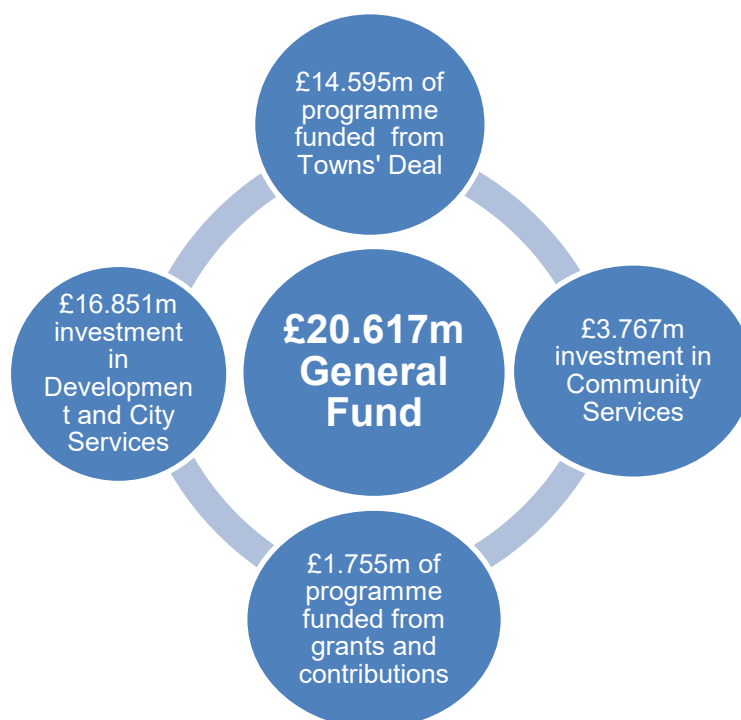 £14.595m of
programme
funded from
Towns' Deal
£16.851m
investment
in
Developmen
t and City
Services
£20.617m
General
Fund
£3.767m
investment in
Community
Services
£1.755m of
programme
funded from
grants and
contributions